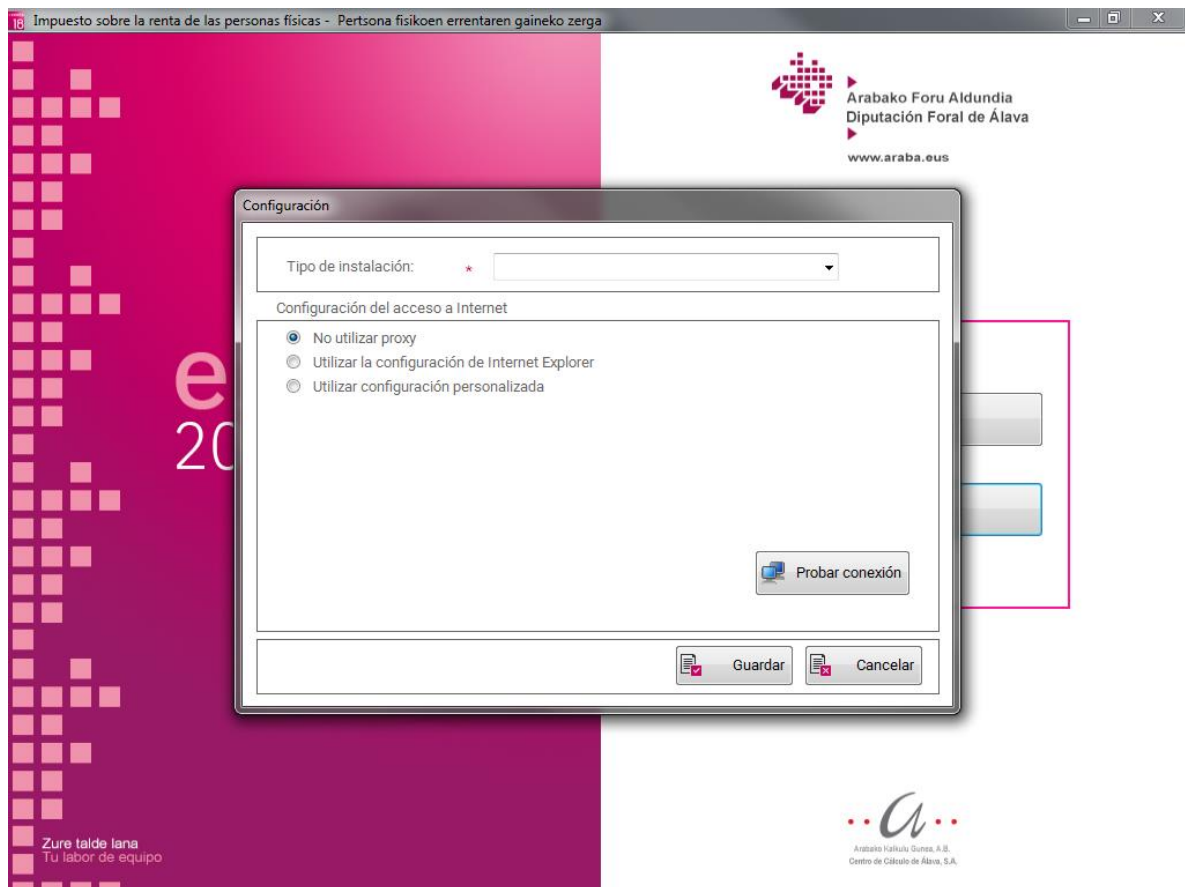 18 Impuesto sobre la renta de las personas físicas - Pertsona fisikoen errentaren gaineko zerga
Arabako Foru Aldundia
Diputación Foral de Álava
www.araba.eus
Configuración
Tipo de instalación: *
Configuración del acceso a Internet
No utilizar proxy
Utilizar la configuración de Internet Explorer
Utilizar configuración personalizada
e
20
Probar conexión
Guardar
Cancelar
Zure talde lana
Tu labor de equipo
Arabako Kalkulu Gunea, A.B.
Centro de Cálculo de Álava, S.A.